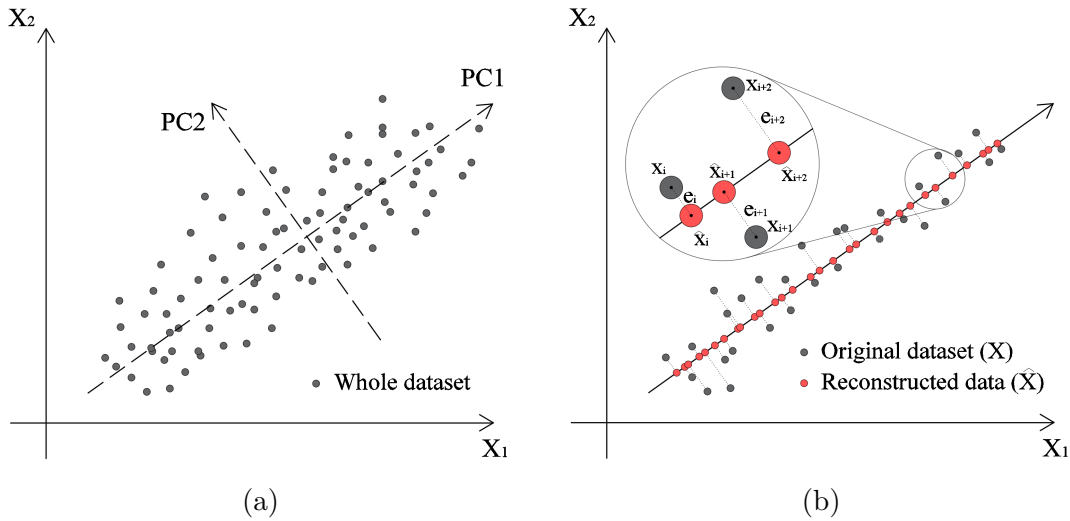 X₂
PC1
PC2
Whole dataset
X₁
(a)
X₂
xᵢ₊₂
eᵢ₊₂
xᵢ
x̂ᵢ₊₁
x̂ᵢ₊₂
eᵢ
eᵢ₊₁
xᵢ₊₁
x̂ᵢ
Original dataset (X)
Reconstructed data (X̂)
X₁
(b)